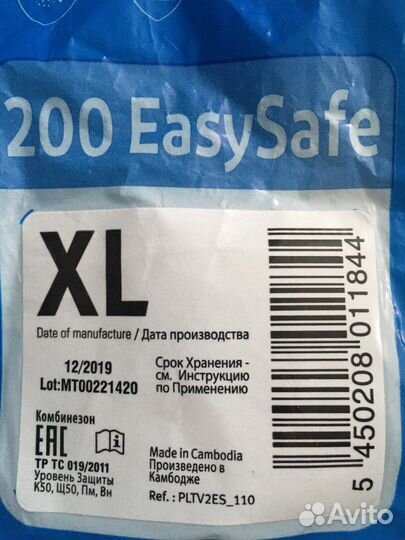 200 EasySafe
XL
Date of manufacture / Дата производства
12/2019
Lot:MT00221420
Срок Хранения -
см. Инструкцию
по Применению
Комбинезон
EAC
ТР ТС 019/2011
Уровень Защиты
К50, Щ50, Пм, Вн
Made in Cambodia
Произведено в
Камбодже
Ref. : PLTV2ES_110
5 450208 011844
Avito